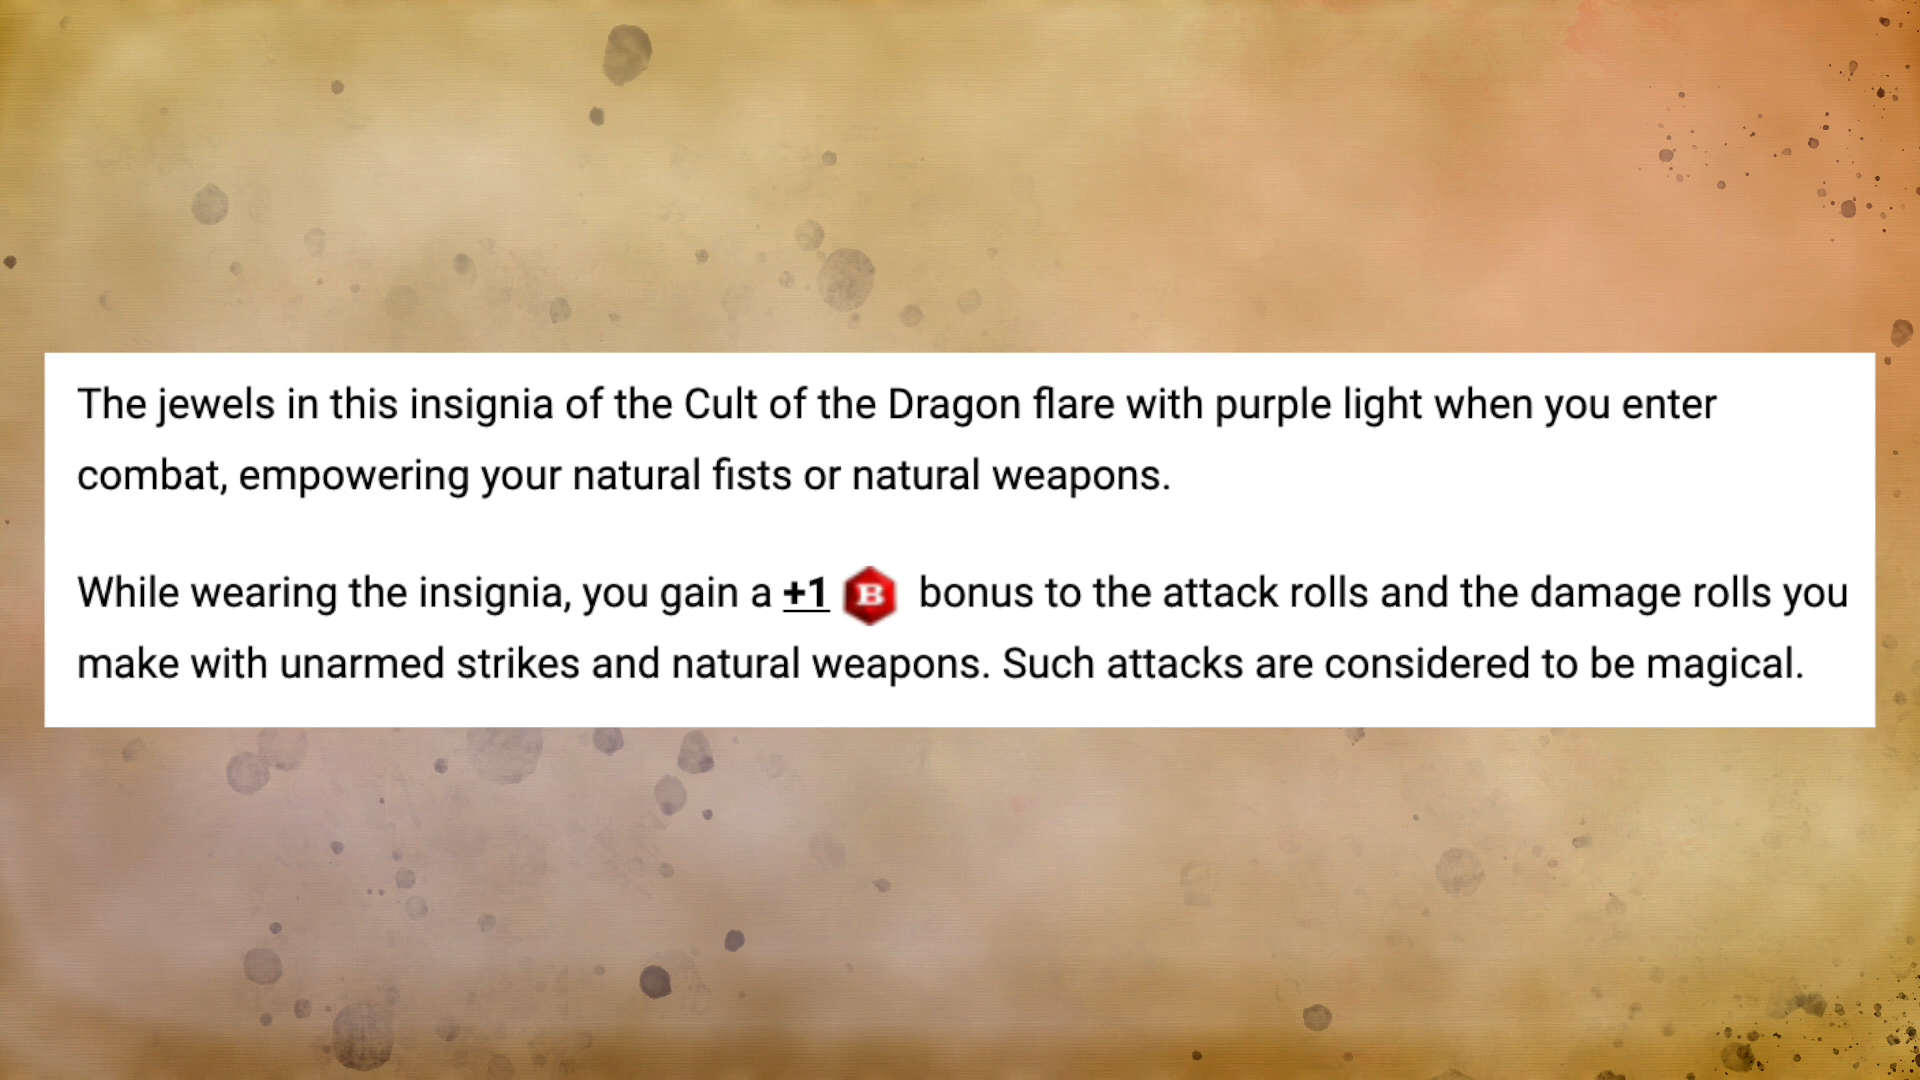 The jewels in this insignia of the Cult of the Dragon flare with purple light when you enter
combat, empowering your natural fists or natural weapons.
While wearing the insignia, you gain a +1 B bonus to the attack rolls and the damage rolls you
make with unarmed strikes and natural weapons. Such attacks are considered to be magical.